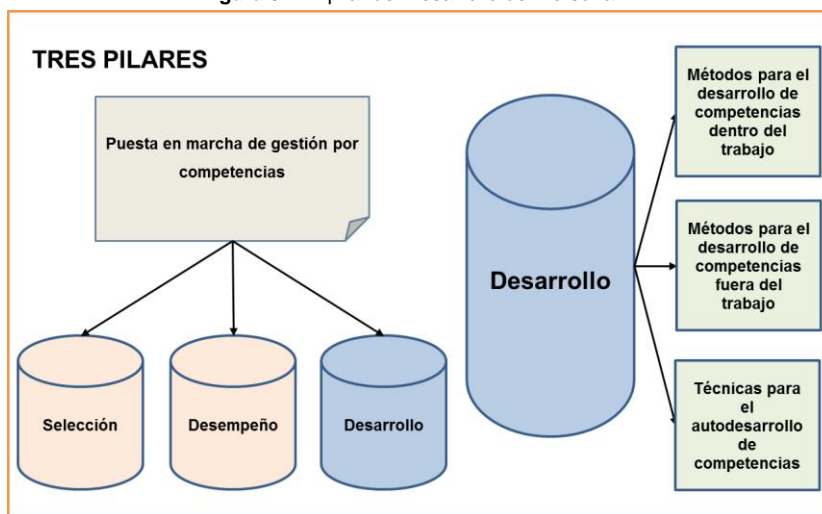 TRES PILARES
Puesta en marcha de gestión por
competencias
Selección
Desempeño
Desarrollo
Desarrollo
Métodos para el
desarrollo de
competencias
dentro del
trabajo
Métodos para el
desarrollo de
competencias
fuera del
trabajo
Técnicas para
el
autodesarrollo
de
competencias